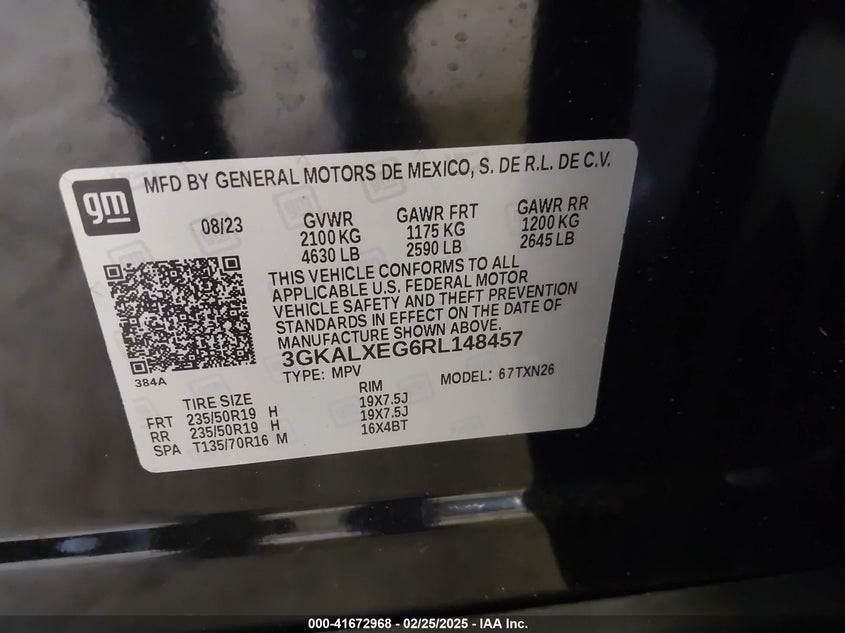 gm
MFD BY GENERAL MOTORS DE MEXICO, S. DE R.L. DE C.V.
08/23 GVWR GAWR FRT GAWR RR
2100 KG 1175 KG 1200 KG
4630 LB 2590 LB 2645 LB
THIS VEHICLE CONFORMS TO ALL
APPLICABLE U.S. FEDERAL MOTOR
VEHICLE SAFETY AND THEFT PREVENTION
STANDARDS IN EFFECT ON THE DATE OF
MANUFACTURE SHOWN ABOVE.
3GKALXEG6RL148457
384A
TYPE: MPV MODEL: 67TXN26
TIRE SIZE RIM
FRT 235/50R19 H 19X7.5J
RR 235/50R19 H 19X7.5J
SPA T135/70R16 M 16X4BT
000-41672968 - 02/25/2025 - IAA Inc.